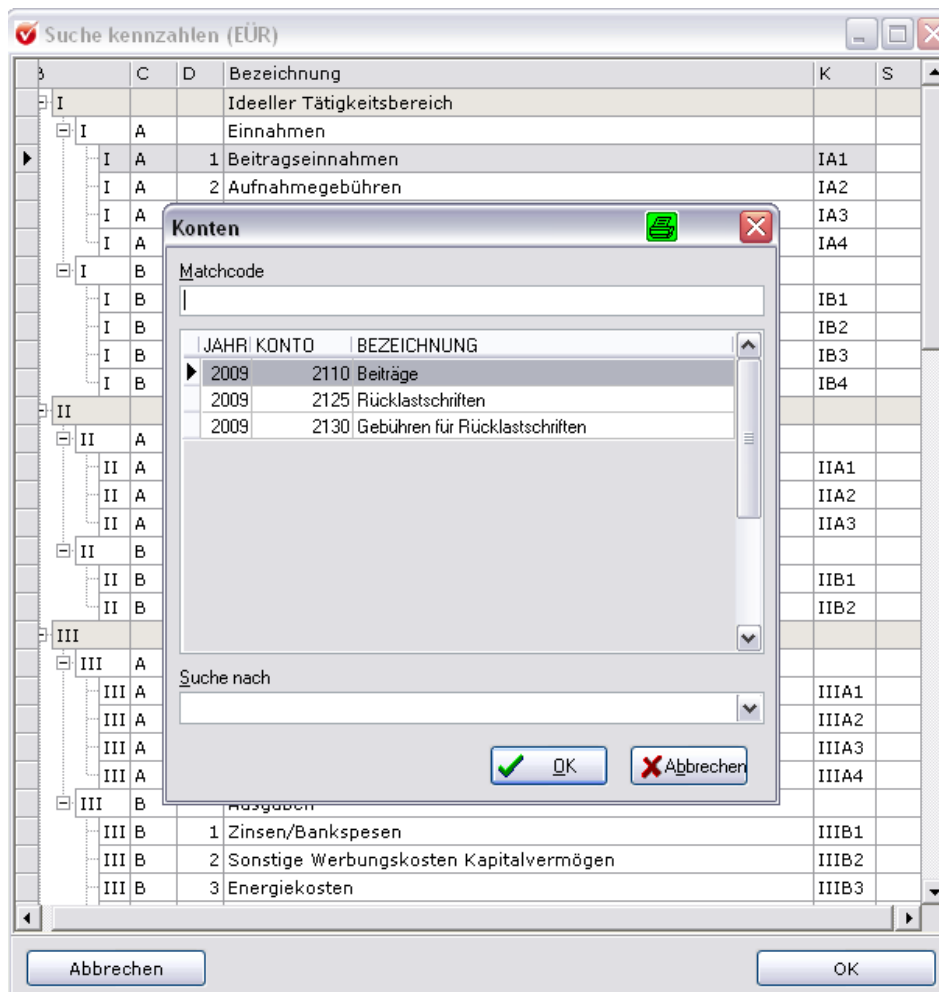 Suche kennzahlen (EÜR)
B C D Bezeichnung K S
I Ideeller Tätigkeitsbereich
I A Einnahmen
I A 1 Beitragseinnahmen IA1
I A 2 Aufnahmegebühren IA2
I A IA3
I A IA4
I B
I B IB1
I B IB2
I B IB3
I B IB4
II
II A
II A IIA1
II A IIA2
II A IIA3
II B
II B IIB1
II B IIB2
III
III A
III A IIIA1
III A IIIA2
III A IIIA3
III A IIIA4
III B Ausgaben
III B 1 Zinsen/Bankspesen IIIB1
III B 2 Sonstige Werbungskosten Kapitalvermögen IIIB2
III B 3 Energiekosten IIIB3
Abbrechen OK
Konten
Matchcode
JAHR KONTO BEZEICHNUNG
2009 2110 Beiträge
2009 2125 Rücklastschriften
2009 2130 Gebühren für Rücklastschriften
Suche nach
OK Abbrechen